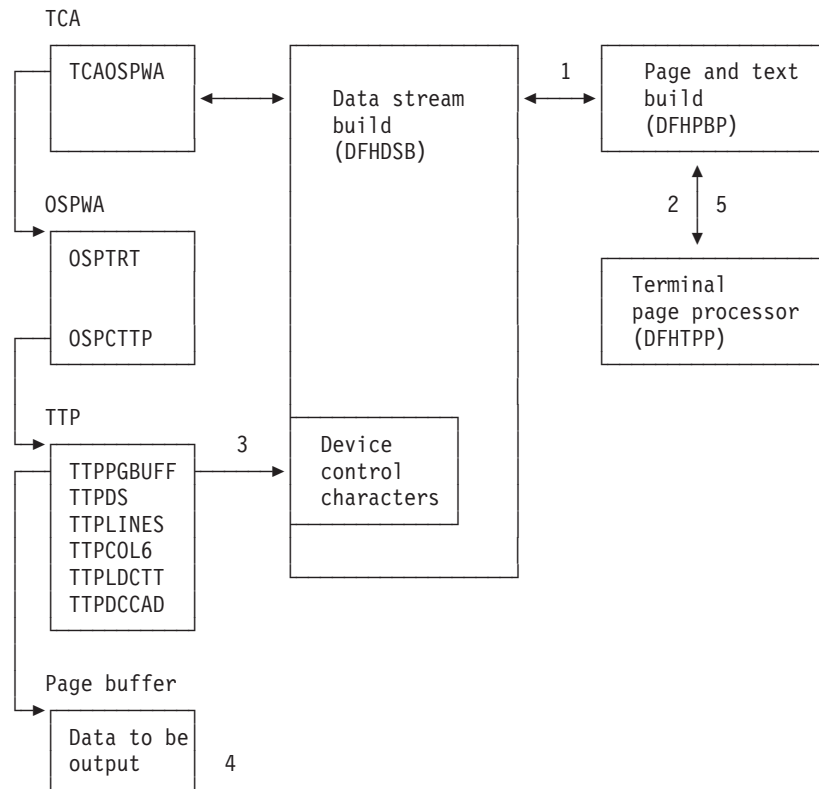 TCA
TCAOSPWA
Data stream
build
(DFHDSB)
1
Page and text
build
(DFHPBP)
OSPWA
OSPTRT
OSPCTTP
2 5
Terminal
page processor
(DFHTPP)
TTP
TTPPGBUFF
TTPDS
TTPLINES
TTPCOL6
TTPLDCTT
TTPDCCAD
3
Device
control
characters
Page buffer
Data to be
output
4